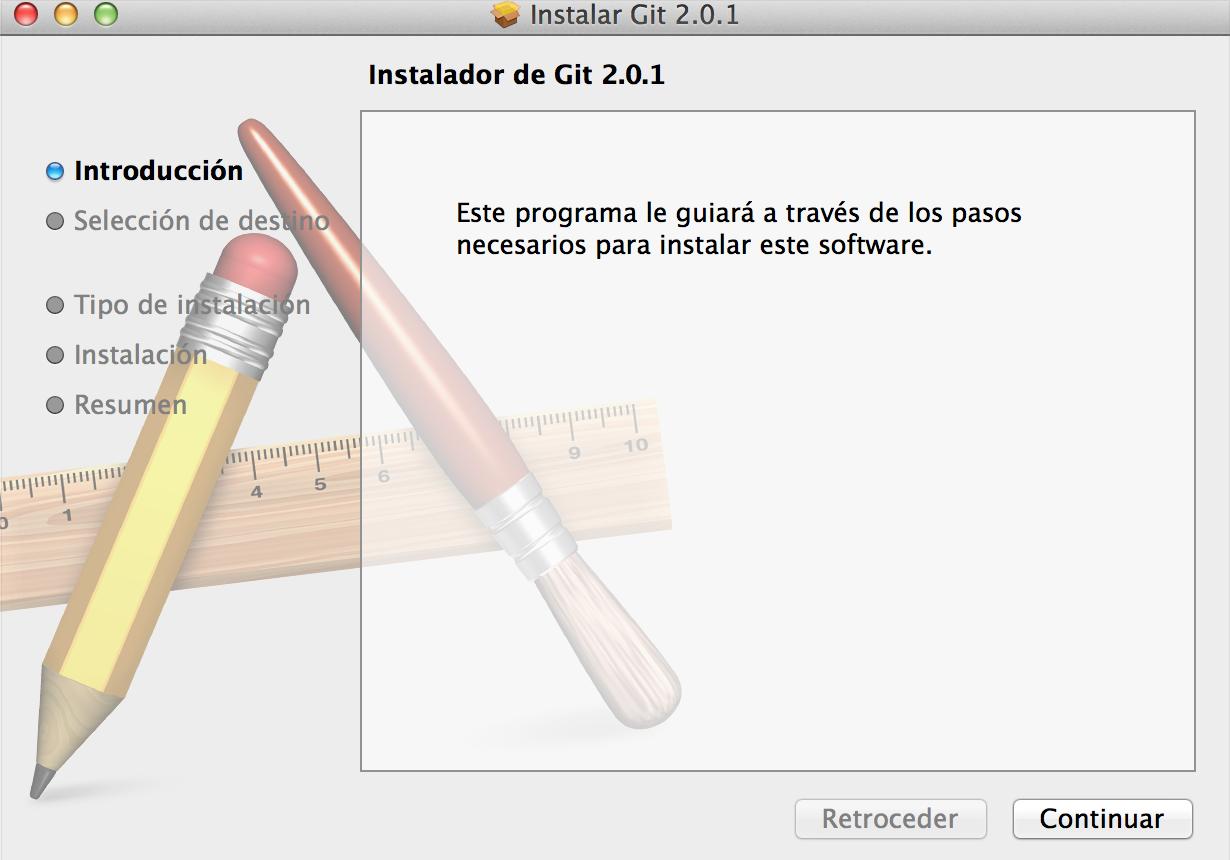 Instalar Git 2.0.1
Instalador de Git 2.0.1
Introducción
Selección de destino
Tipo de instalación
Instalación
Resumen
Este programa le guiará a través de los pasos
necesarios para instalar este software.
0 1 4 5 6 9 10
Retroceder Continuar